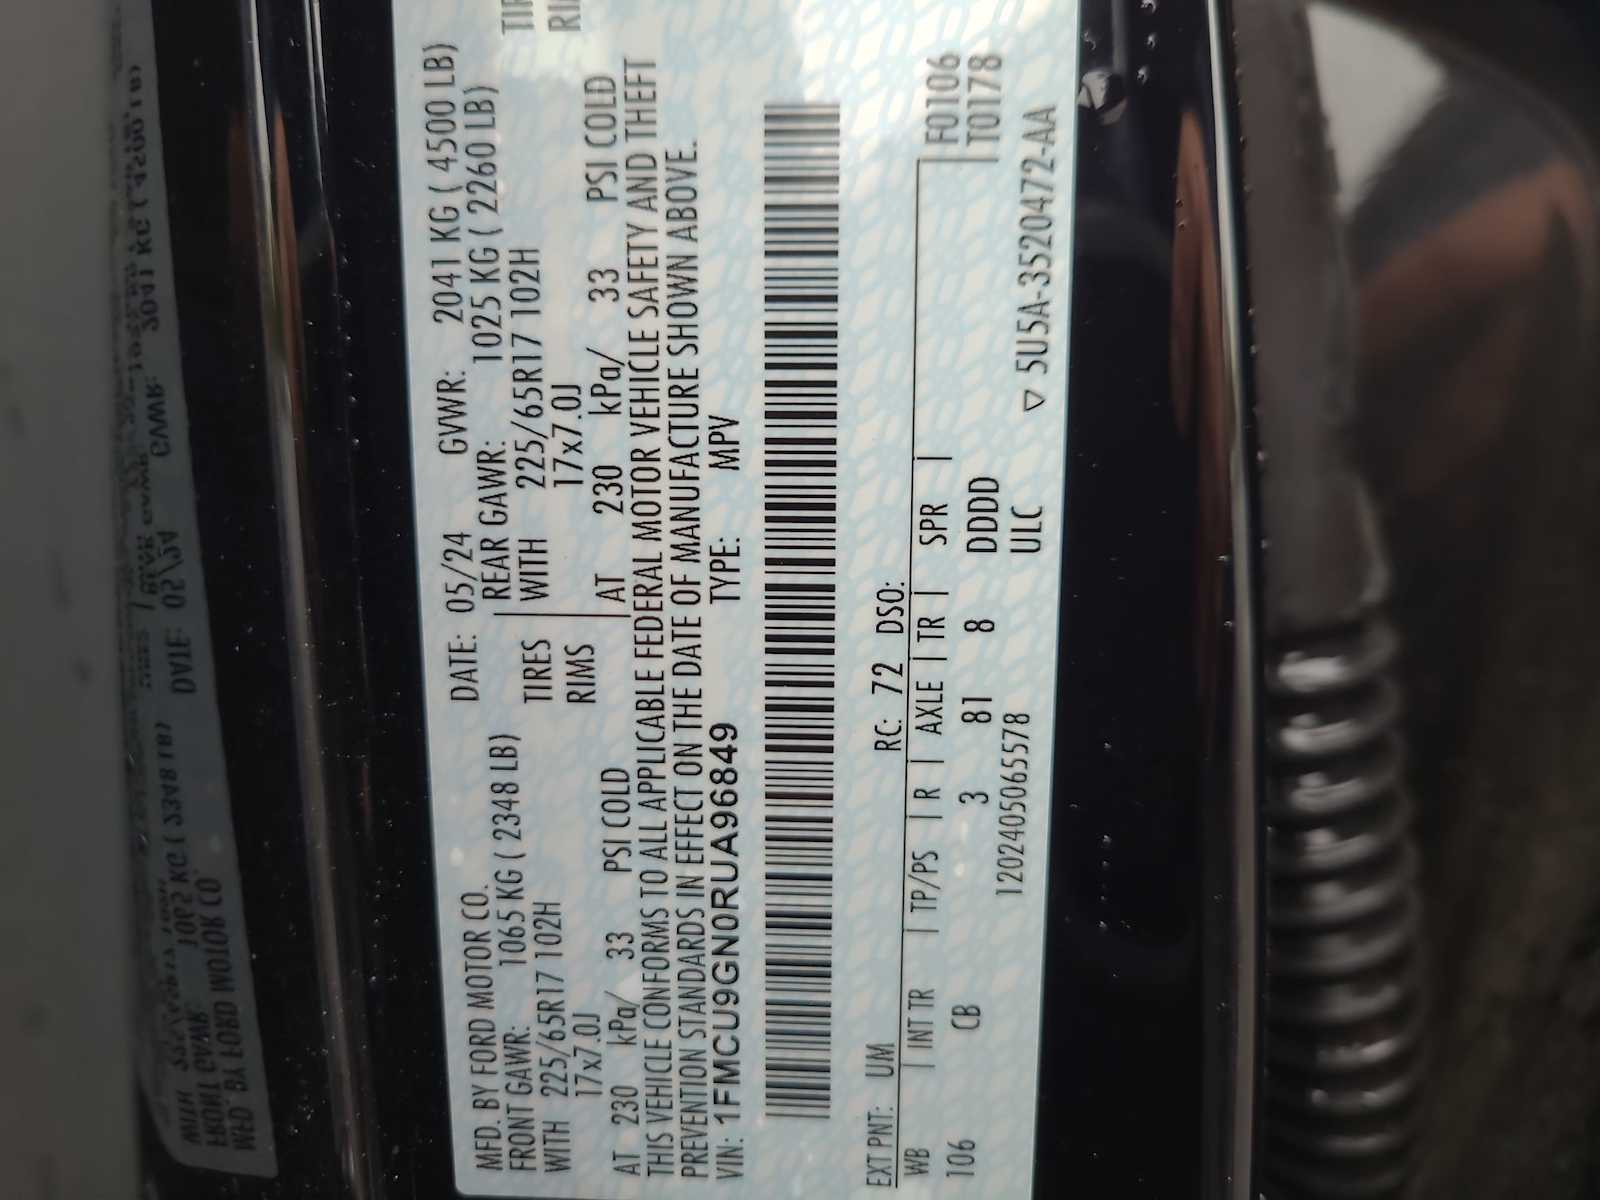 MFD. BY FORD MOTOR CO. DATE: 05/24 GVWR: 2041 KG ( 4500 LB)
FRONT GAWR: 1065 KG ( 2348 LB) REAR GAWR: 1025 KG ( 2260 LB)
WITH 225/65R17 102H TIRES WITH 225/65R17 102H
17x7.0J RIMS 17x7.0J
AT 230 kPa/ 33 PSI COLD AT 230 kPa/ 33 PSI COLD
THIS VEHICLE CONFORMS TO ALL APPLICABLE FEDERAL MOTOR VEHICLE SAFETY AND THEFT
PREVENTION STANDARDS IN EFFECT ON THE DATE OF MANUFACTURE SHOWN ABOVE.
VIN: 1FMCU9GN0RUA96849 TYPE: MPV
EXT PNT: UM RC: 72 DSO:
WB | INT TR | TP/PS | R | AXLE | TR | SPR | F0106
106 CB 3 81 8 DDDD T0178
1202405065578 ULC ▽ 5U5A-3520472-AA